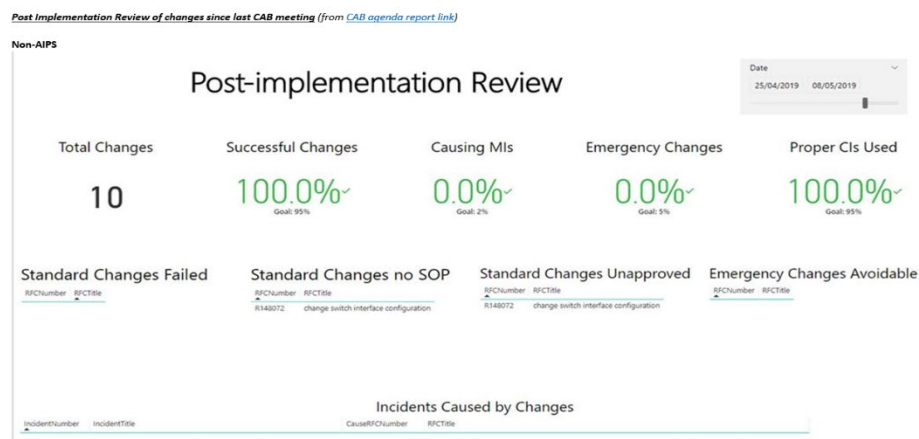 Post Implementation Review of changes since last CAB meeting (from CAB agenda report link)
Non-AIPS
Post-implementation Review
Date
25/04/2019 08/05/2019
Total Changes
10
Successful Changes
100.0%
Goal: 95%
Causing MIs
0.0%
Goal: 2%
Emergency Changes
0.0%
Goal: 5%
Proper CIs Used
100.0%
Goal: 95%
Standard Changes Failed
RFCNumber RFCTitle
Standard Changes no SOP
RFCNumber RFCTitle
R148072 change switch interface configuration
Standard Changes Unapproved
RFCNumber RFCTitle
R148072 change switch interface configuration
Emergency Changes Avoidable
RFCNumber RFCTitle
Incidents Caused by Changes
IncidentNumber IncidentTitle CauseRFCNumber RFCTitle